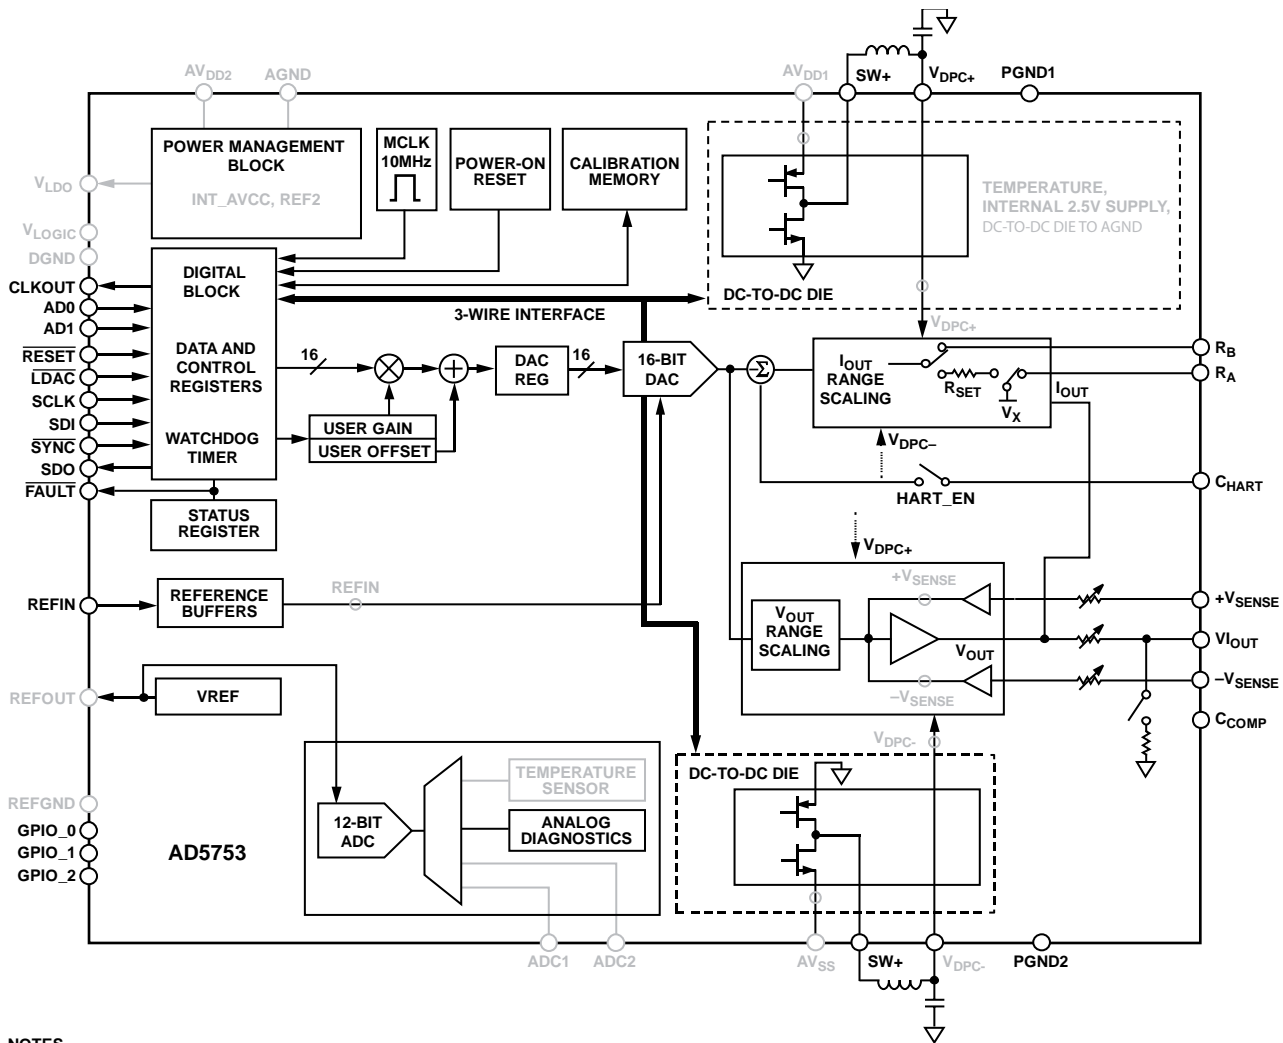 AVDD2
AGND
AVDD1
SW+
VDPC+
PGND1
POWER MANAGEMENT
BLOCK
INT_AVCC, REF2
MCLK
10MHz
POWER-ON
RESET
CALIBRATION
MEMORY
TEMPERATURE,
INTERNAL 2.5V SUPPLY,
DC-TO-DC DIE TO AGND
DC-TO-DC DIE
VLDO
VLOGIC
DGND
CLKOUT
AD0
AD1
RESET
LDAC
SCLK
SDI
SYNC
SDO
FAULT
DIGITAL
BLOCK
DATA AND
CONTROL
REGISTERS
WATCHDOG
TIMER
STATUS
REGISTER
3-WIRE INTERFACE
16
USER GAIN
USER OFFSET
DAC
REG
16
16-BIT
DAC
–Σ
VDPC+
IOUT
RANGE
SCALING
RSET
VX
IOUT
RB
RA
VDPC–
HART_EN
CHART
VDPC+
REFIN
REFERENCE
BUFFERS
REFIN
VOUT
RANGE
SCALING
+VSENSE
VOUT
–VSENSE
+VSENSE
VIOUT
–VSENSE
CCOMP
REFOUT
VREF
VDPC-
DC-TO-DC DIE
REFGND
GPIO_0
GPIO_1
GPIO_2
AD5753
12-BIT
ADC
TEMPERATURE
SENSOR
ANALOG
DIAGNOSTICS
ADC1
ADC2
AVSS
SW+
VDPC-
PGND2
NOTES